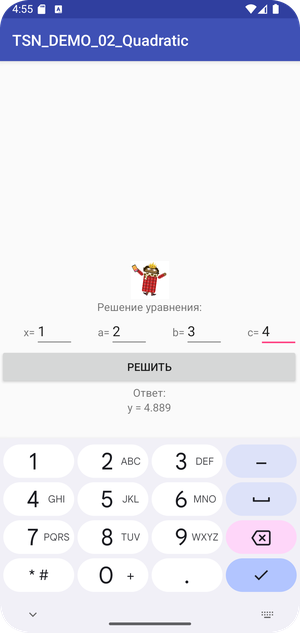 4:55
TSN_DEMO_02_Quadratic
Решение уравнения:
x= 1 a= 2 b= 3 c= 4
РЕШИТЬ
Ответ:
y = 4.889
1 2 ABC 3 DEF –
4 GHI 5 JKL 6 MNO
7 PQRS 8 TUV 9 WXYZ
* # 0 + .